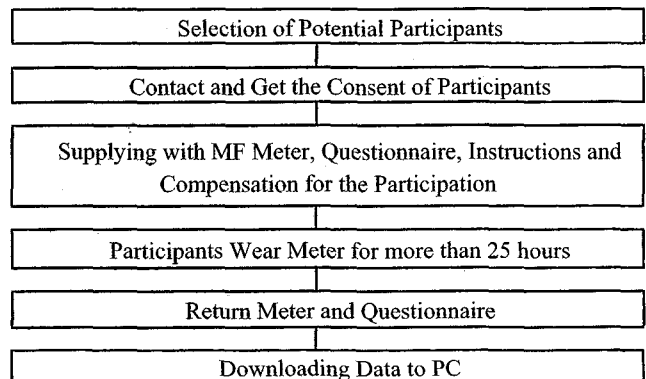 Selection of Potential Participants
Contact and Get the Consent of Participants
Supplying with MF Meter, Questionnaire, Instructions and
Compensation for the Participation
Participants Wear Meter for more than 25 hours
Return Meter and Questionnaire
Downloading Data to PC